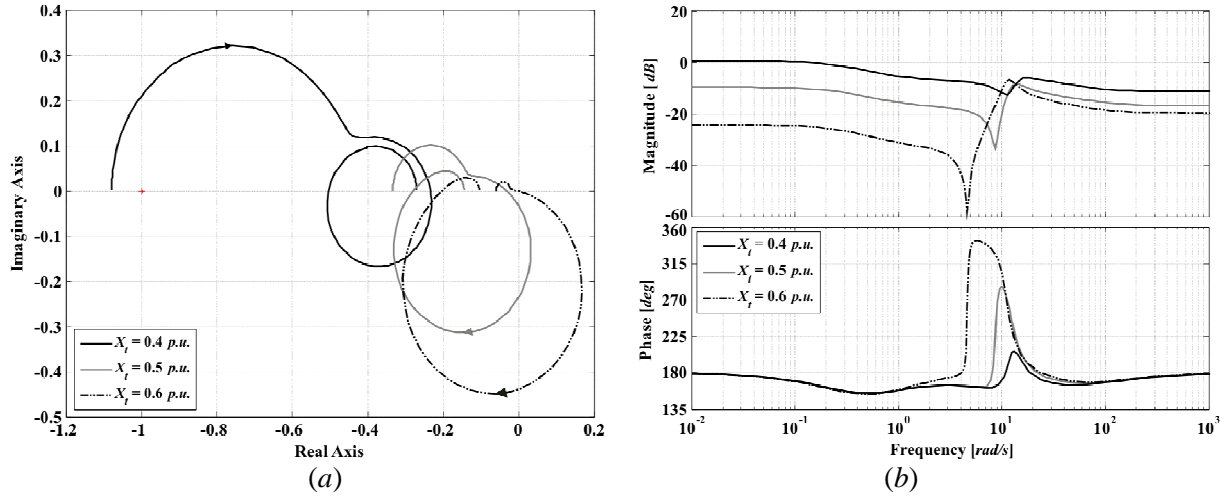 0.4
0.3
0.2
0.1
0
-0.1
-0.2
-0.3
-0.4
-0.5
Imaginary Axis
-1.2 -1 -0.8 -0.6 -0.4 -0.2 0 0.2
Real Axis
X_t = 0.4 p.u.
X_t = 0.5 p.u.
X_t = 0.6 p.u.
(a)
20
0
-20
-40
-60
Magnitude [dB]
360
315
270
225
180
135
Phase [deg]
X_t = 0.4 p.u.
X_t = 0.5 p.u.
X_t = 0.6 p.u.
10^-2 10^-1 10^0 10^1 10^2 10^3
Frequency [rad/s]
(b)